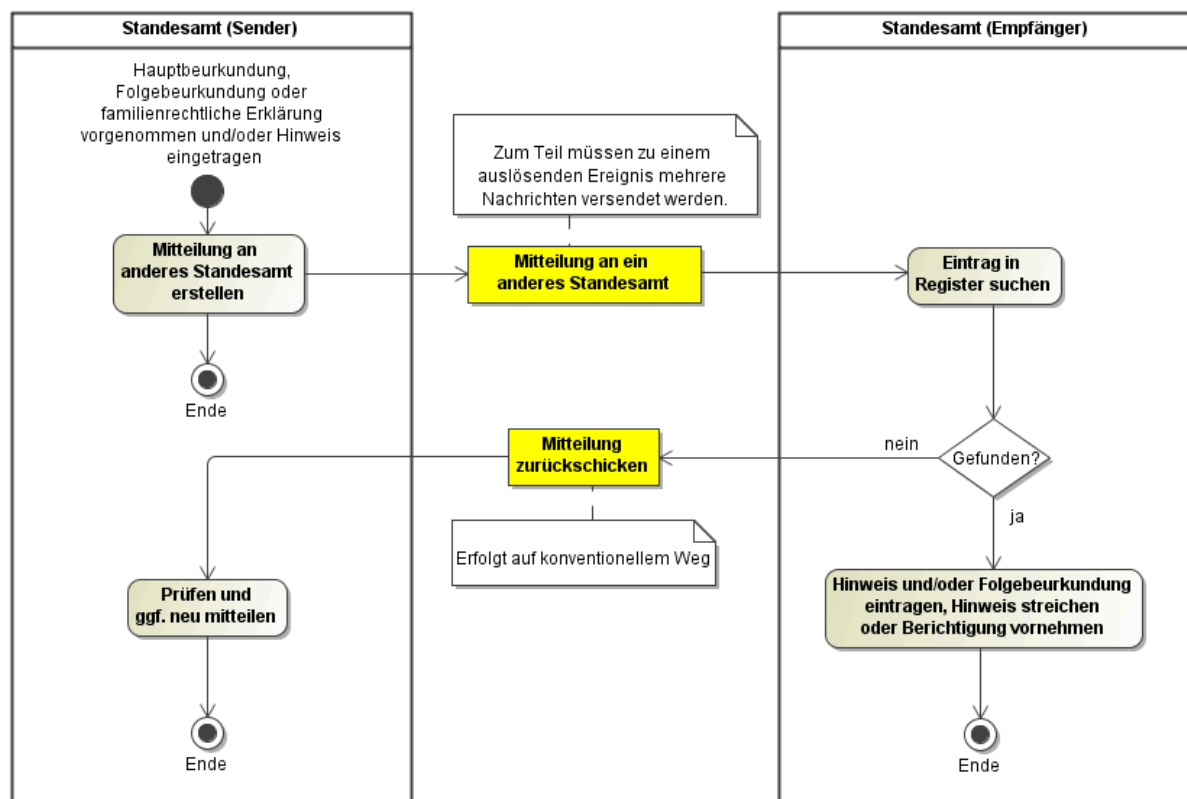 Standesamt (Sender)
Standesamt (Empfänger)
Hauptbeurkundung,
Folgebeurkundung oder
familienrechtliche Erklärung
vorgenommen und/oder Hinweis
eingetragen
Zum Teil müssen zu einem
auslösenden Ereignis mehrere
Nachrichten versendet werden.
Mitteilung an
anderes Standesamt
erstellen
Mitteilung an ein
anderes Standesamt
Eintrag in
Register suchen
Ende
Mitteilung
zurückschicken
nein
Gefunden?
ja
Erfolgt auf konventionellem Weg
Prüfen und
ggf. neu mitteilen
Hinweis und/oder Folgebeurkundung
eintragen, Hinweis streichen
oder Berichtigung vornehmen
Ende
Ende